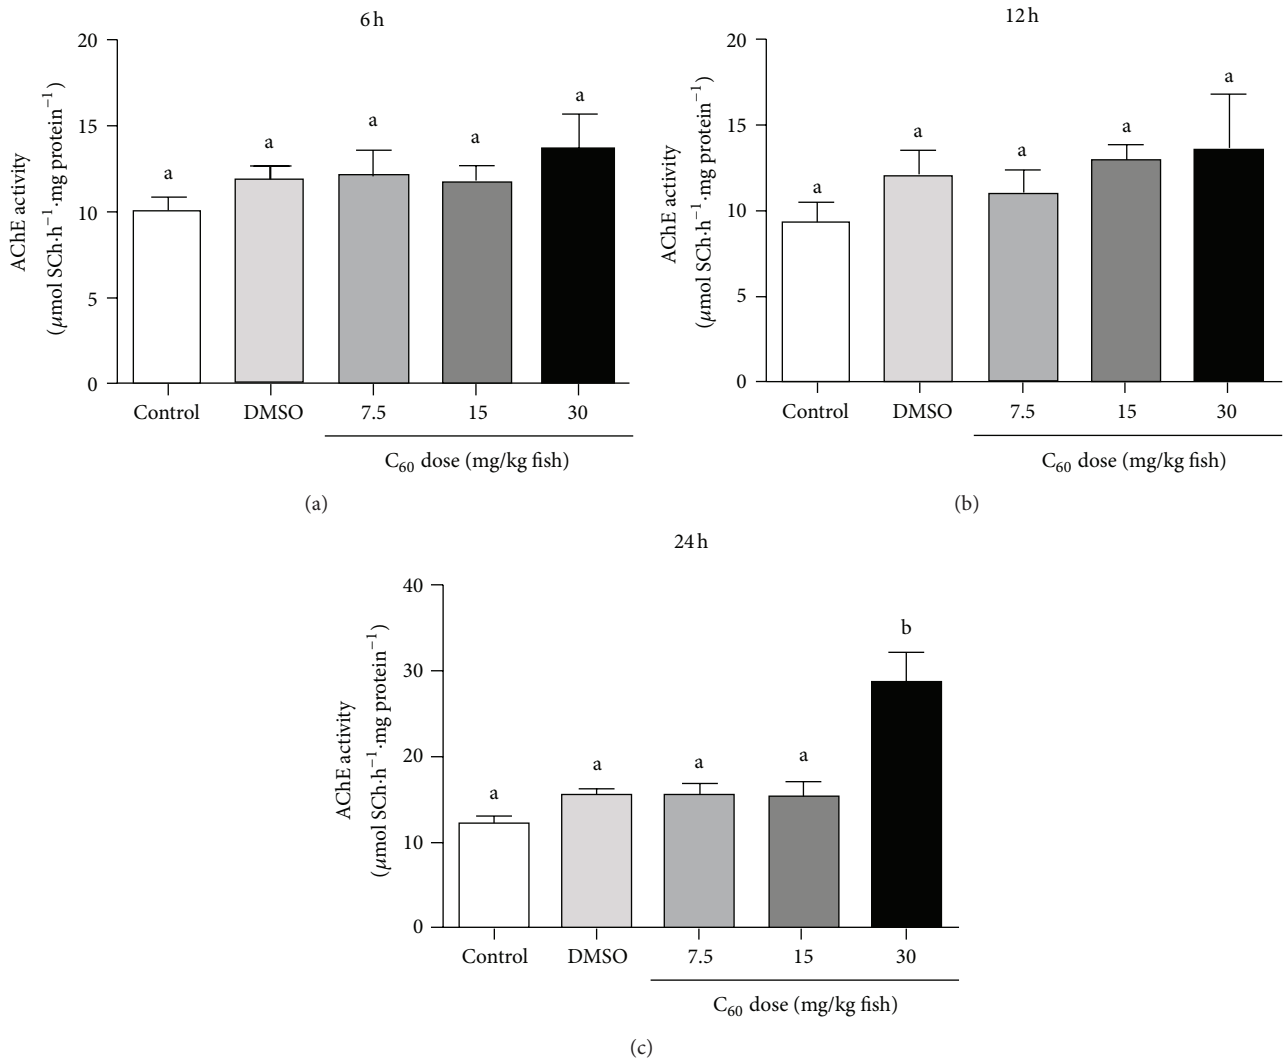 6 h
20
15
10
5
0
AChE activity
(μmol SCh·h⁻¹·mg protein⁻¹)
a
a
a
a
a
Control
DMSO
7.5
15
30
C₆₀ dose (mg/kg fish)
(a)
12 h
20
15
10
5
0
AChE activity
(μmol SCh·h⁻¹·mg protein⁻¹)
a
a
a
a
a
Control
DMSO
7.5
15
30
C₆₀ dose (mg/kg fish)
(b)
24 h
40
30
20
10
0
AChE activity
(μmol SCh·h⁻¹·mg protein⁻¹)
a
a
a
a
b
Control
DMSO
7.5
15
30
C₆₀ dose (mg/kg fish)
(c)